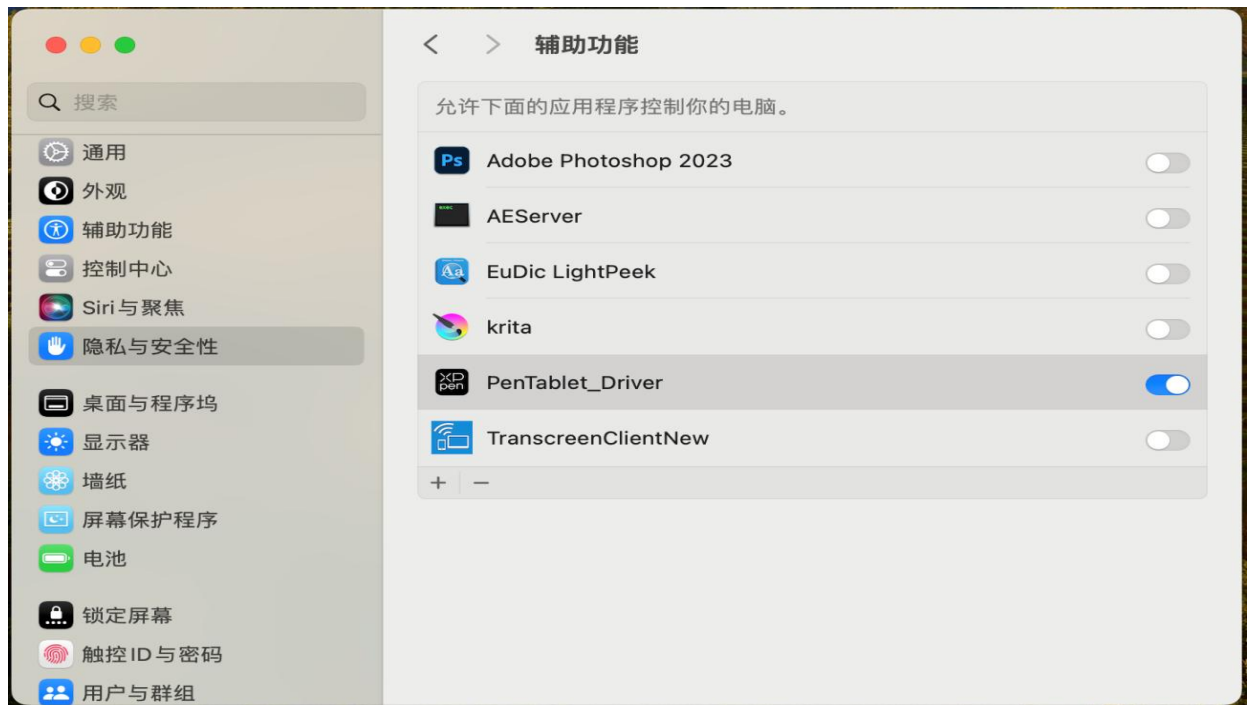 辅助功能
搜索
通用
外观
辅助功能
控制中心
Siri与聚焦
隐私与安全性
桌面与程序坞
显示器
墙纸
屏幕保护程序
电池
锁定屏幕
触控ID与密码
用户与群组
允许下面的应用程序控制你的电脑。
Ps Adobe Photoshop 2023
AEServer
Aa EuDic LightPeek
krita
XP
pen PenTablet_Driver
TranscreenClientNew